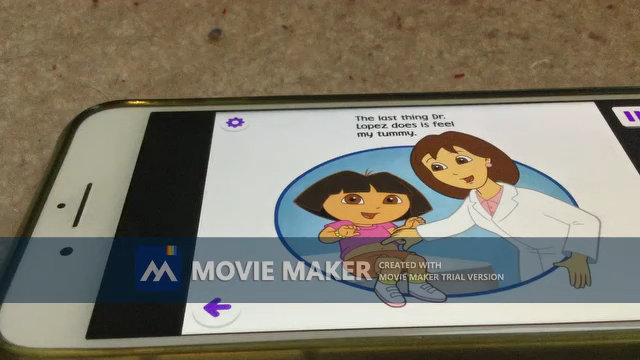 The last thing Dr.
Lopez does is feel
my tummy.
MOVIE MAKER
CREATED WITH
MOVIE MAKER TRIAL VERSION